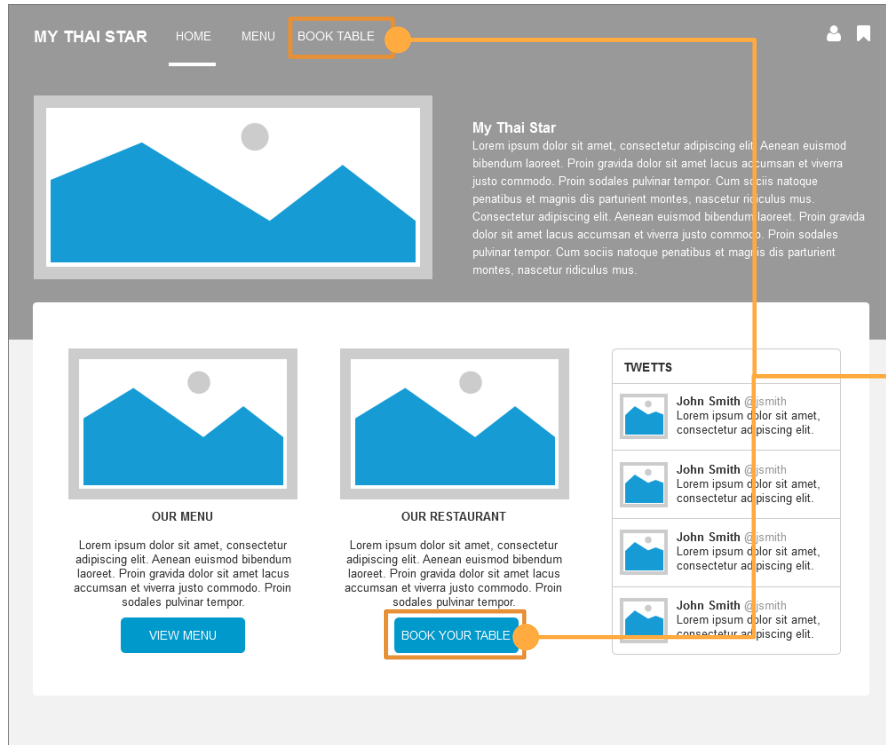 MY THAI STAR HOME MENU BOOK TABLE
My Thai Star
Lorem ipsum dolor sit amet, consectetur adipiscing elit. Aenean euismod
bibendum laoreet. Proin gravida dolor sit amet lacus accumsan et viverra
justo commodo. Proin sodales pulvinar tempor. Cum sociis natoque
penatibus et magnis dis parturient montes, nascetur ridiculus mus.
Consectetur adipiscing elit. Aenean euismod bibendum laoreet. Proin gravida
dolor sit amet lacus accumsan et viverra justo commodo. Proin sodales
pulvinar tempor. Cum sociis natoque penatibus et magnis dis parturient
montes, nascetur ridiculus mus.
OUR MENU
Lorem ipsum dolor sit amet, consectetur
adipiscing elit. Aenean euismod bibendum
laoreet. Proin gravida dolor sit amet lacus
accumsan et viverra justo commodo. Proin
sodales pulvinar tempor.
VIEW MENU
OUR RESTAURANT
Lorem ipsum dolor sit amet, consectetur
adipiscing elit. Aenean euismod bibendum
laoreet. Proin gravida dolor sit amet lacus
accumsan et viverra justo commodo. Proin
sodales pulvinar tempor.
BOOK YOUR TABLE
TWETTS
John Smith @jsmith
Lorem ipsum dolor sit amet,
consectetur adipiscing elit.
John Smith @jsmith
Lorem ipsum dolor sit amet,
consectetur adipiscing elit.
John Smith @jsmith
Lorem ipsum dolor sit amet,
consectetur adipiscing elit.
John Smith @jsmith
Lorem ipsum dolor sit amet,
consectetur adipiscing elit.